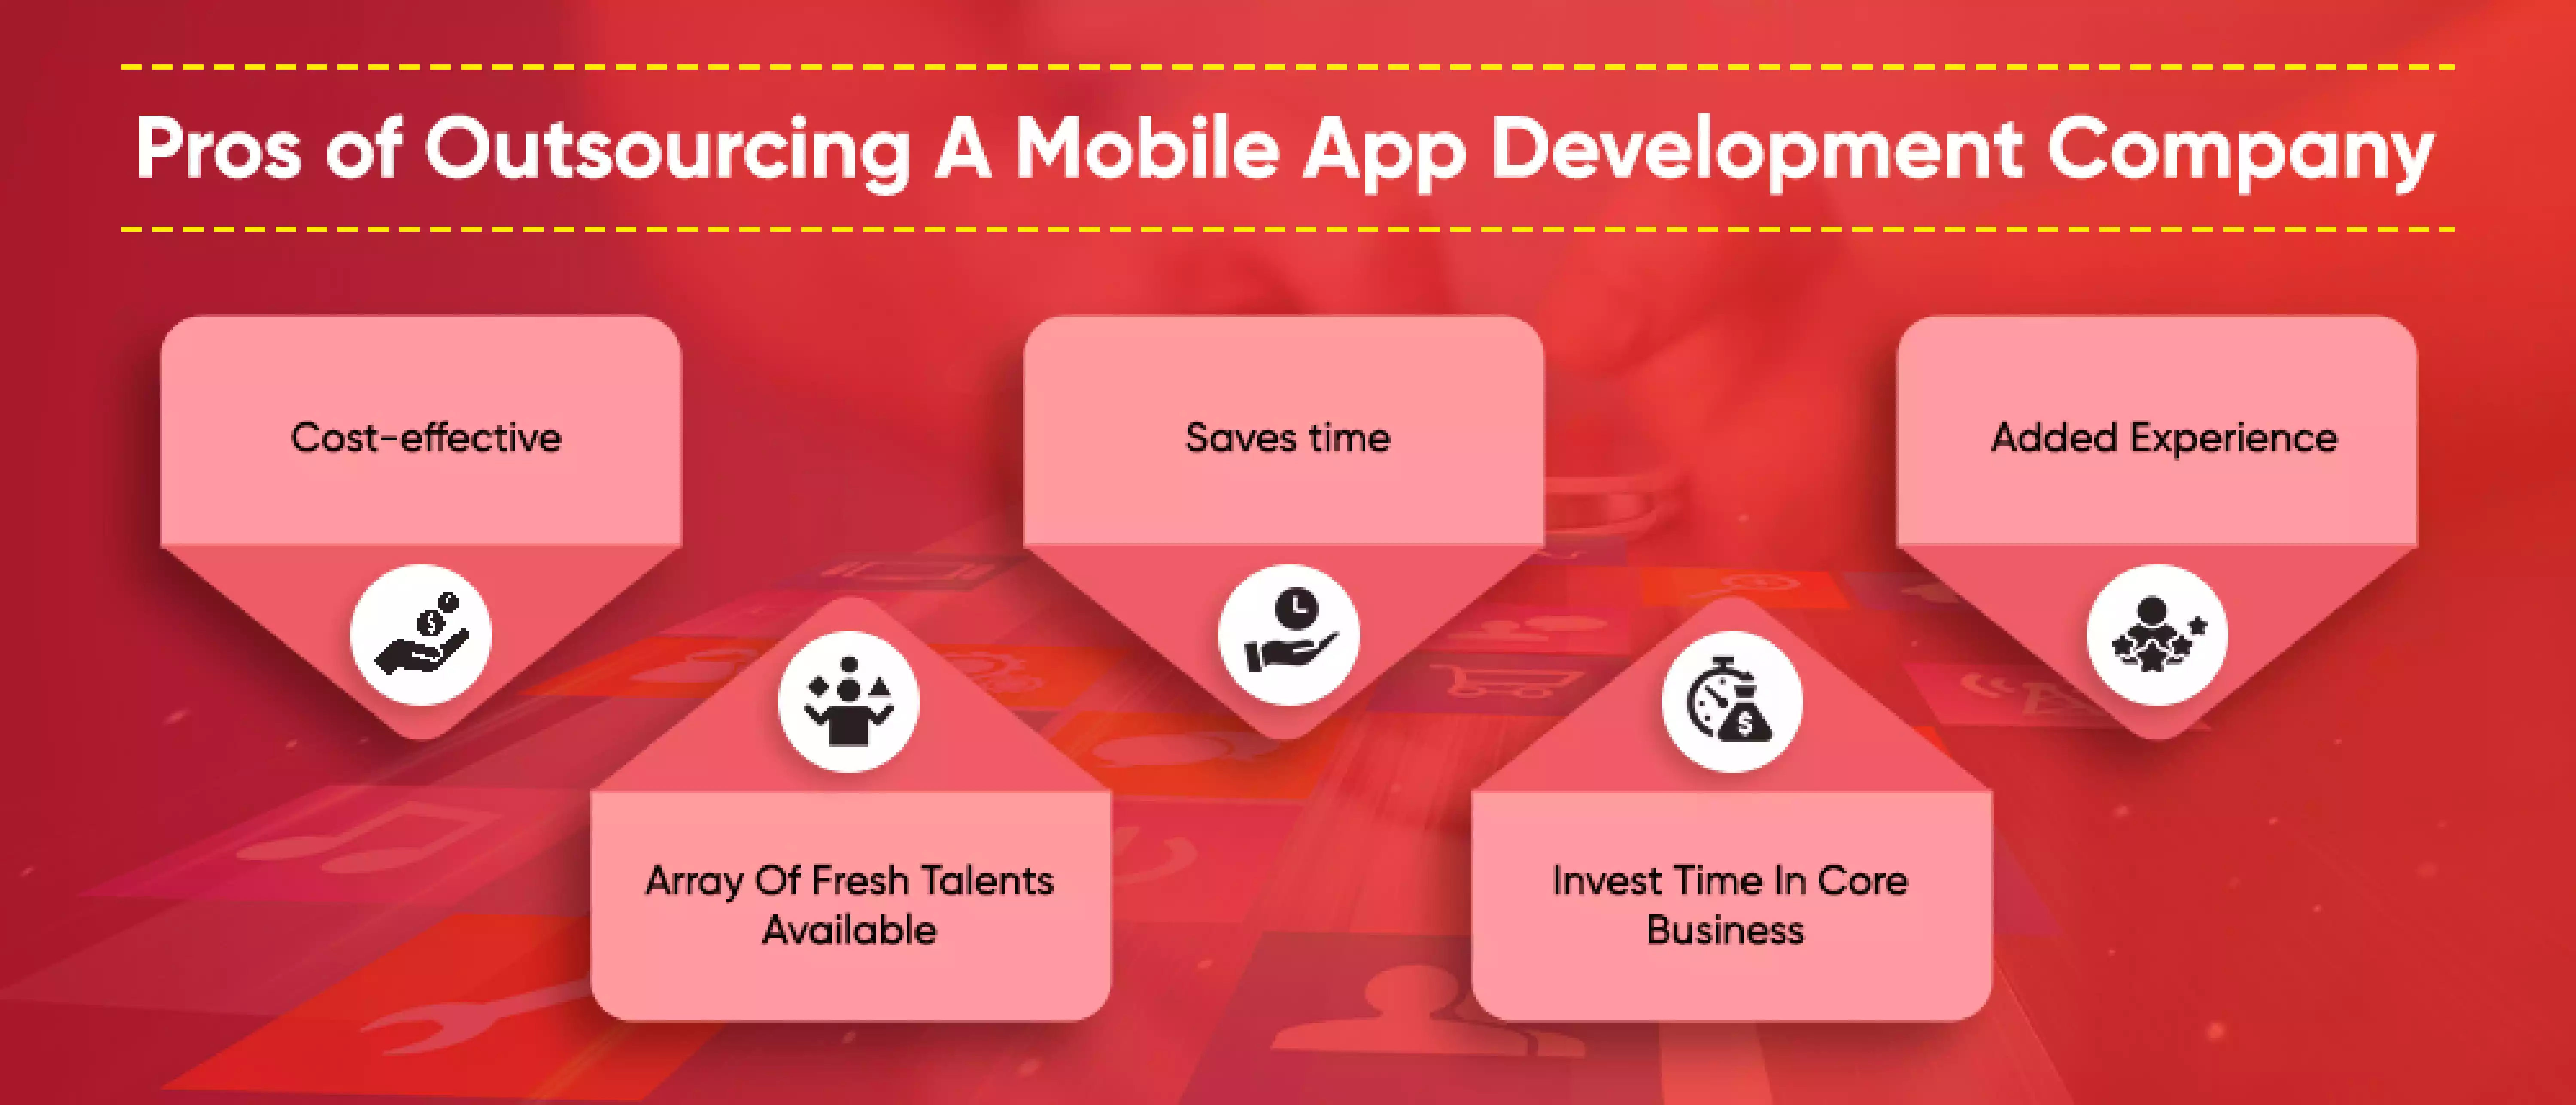 Pros of Outsourcing A Mobile App Development Company
Cost-effective
Array Of Fresh Talents
Available
Saves time
Invest Time In Core
Business
Added Experience